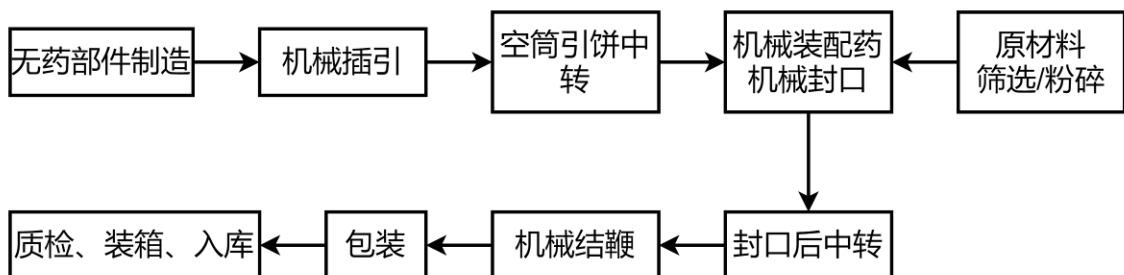 无药部件制造
机械插引
空筒引饼中
转
机械装配药
机械封口
原材料
筛选/粉碎
质检、装箱、入库
包装
机械结鞭
封口后中转